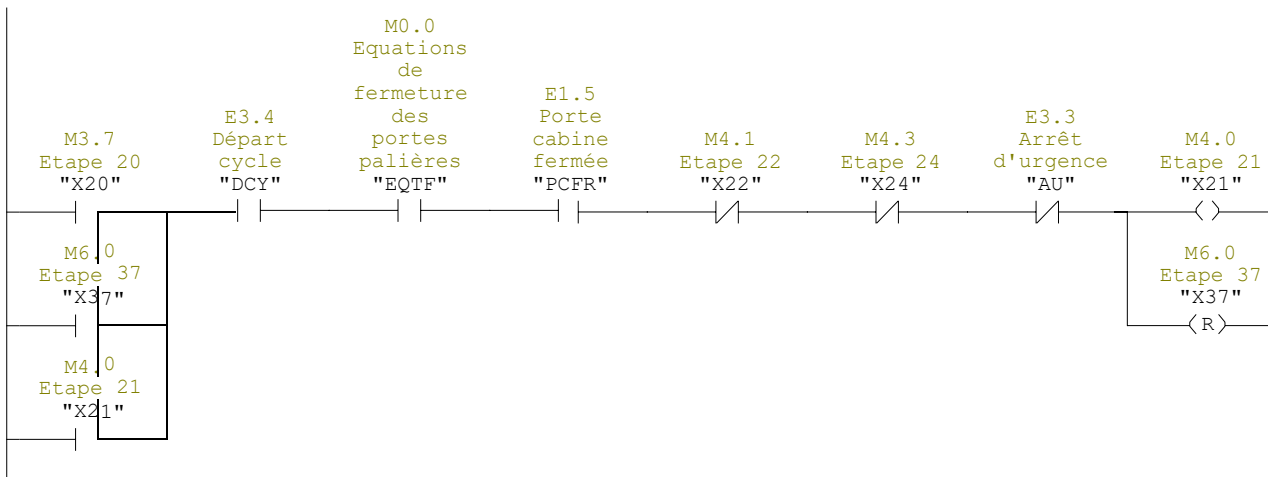 M0.0
Equations
de
fermeture
des
portes
palières
"EQTF"
M3.7
Etape 20
"X20"
E3.4
Départ
cycle
"DCY"
E1.5
Porte
cabine
fermée
"PCFR"
M4.1
Etape 22
"X22"
M4.3
Etape 24
"X24"
E3.3
Arrêt
d'urgence
"AU"
M4.0
Etape 21
"X21"
M6.0
Etape 37
"X37"
M6.0
Etape 37
"X37"
R
M4.0
Etape 21
"X21"